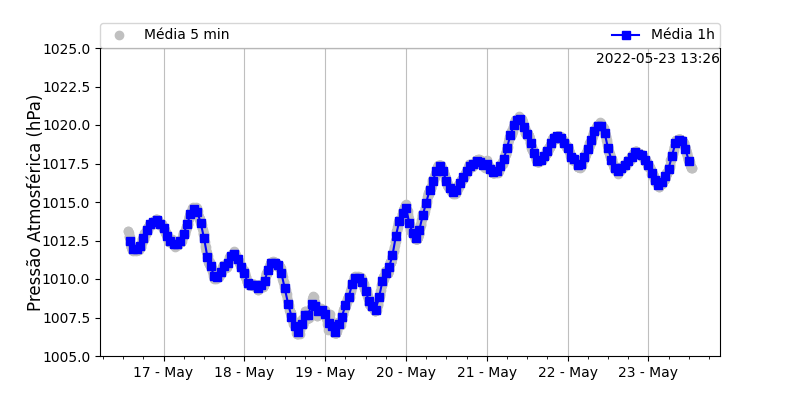 Média 5 min
Média 1h
2022-05-23 13:26
Pressão Atmosférica (hPa)
1025.0
1022.5
1020.0
1017.5
1015.0
1012.5
1010.0
1007.5
1005.0
17 - May
18 - May
19 - May
20 - May
21 - May
22 - May
23 - May